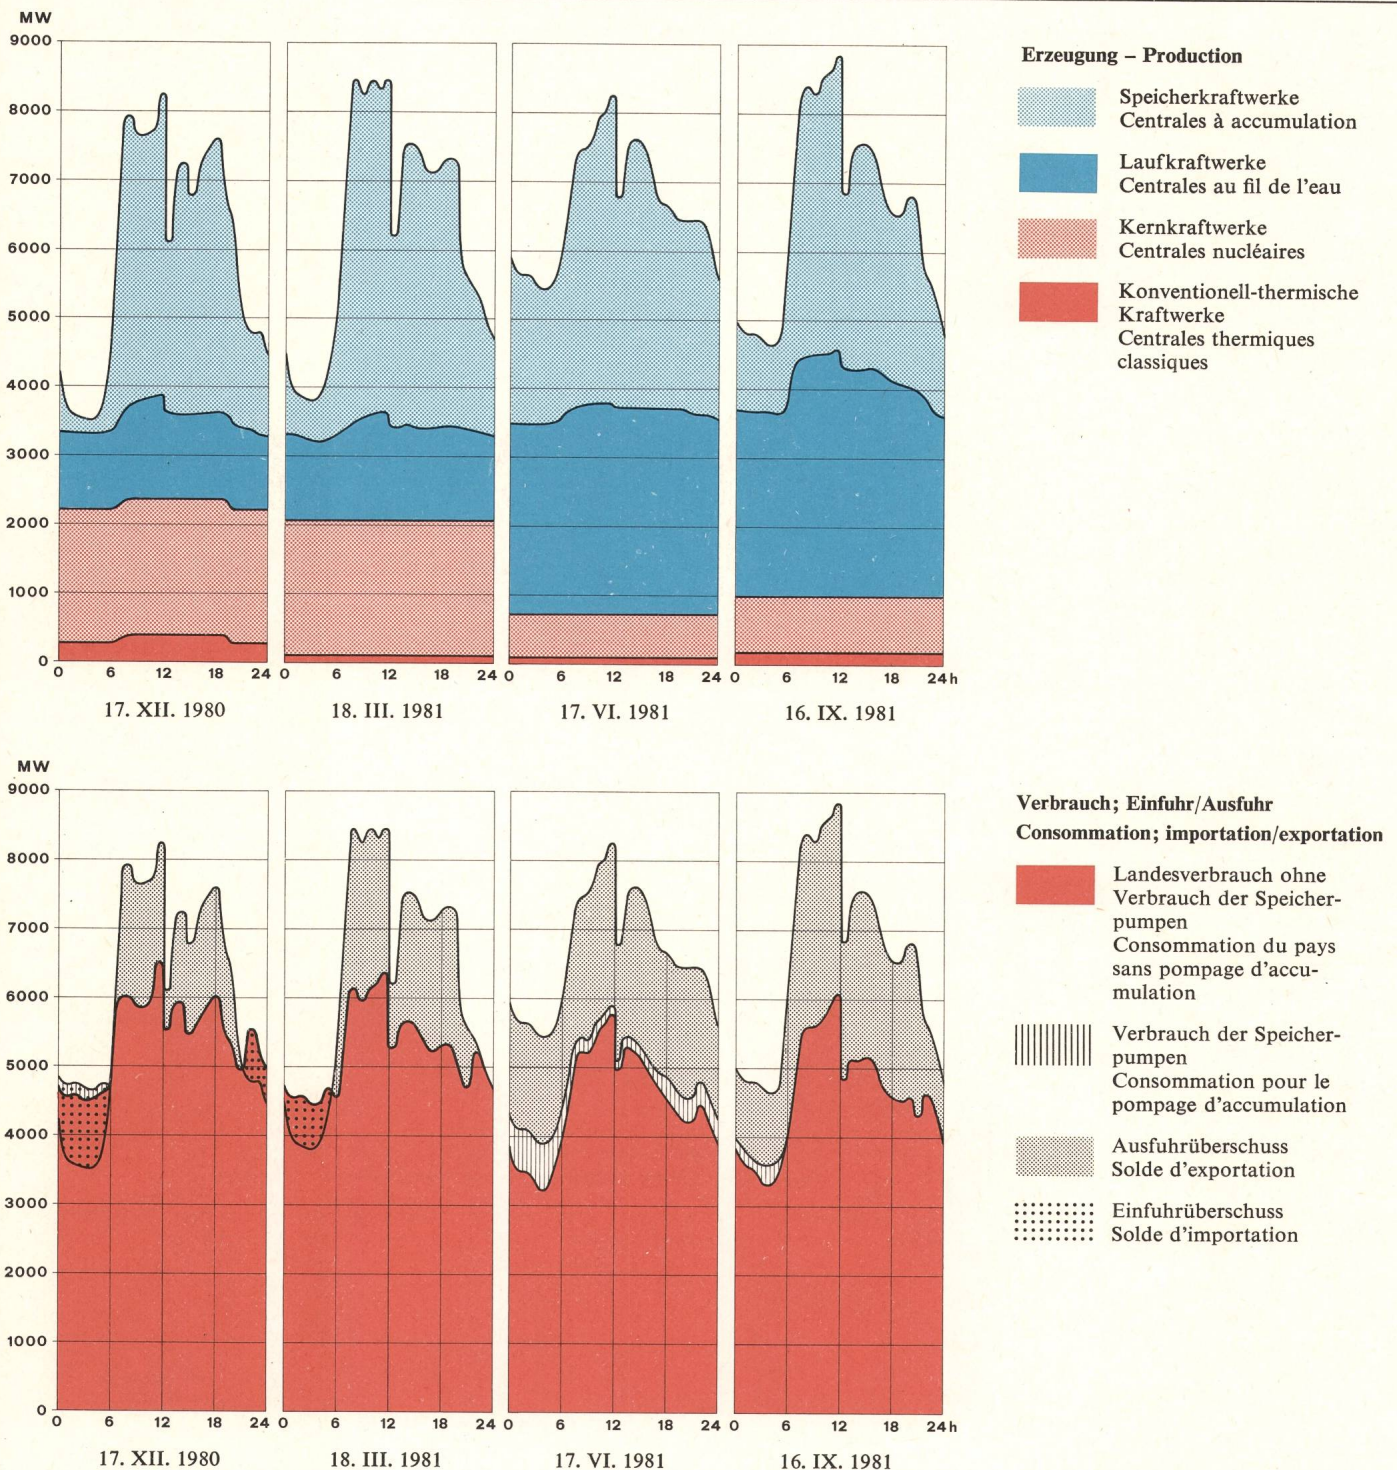 MW
9000
8000
7000
6000
5000
4000
3000
2000
1000
0
0 6 12 18 24 0 6 12 18 24 0 6 12 18 24 0 6 12 18 24 h
17. XII. 1980 18. III. 1981 17. VI. 1981 16. IX. 1981
Erzeugung – Production
Speicherkraftwerke
Centrales à accumulation
Laufkraftwerke
Centrales au fil de l'eau
Kernkraftwerke
Centrales nucléaires
Konventionell-thermische
Kraftwerke
Centrales thermiques
classiques
MW
9000
8000
7000
6000
5000
4000
3000
2000
1000
0
0 6 12 18 24 0 6 12 18 24 0 6 12 18 24 0 6 12 18 24 h
17. XII. 1980 18. III. 1981 17. VI. 1981 16. IX. 1981
Verbrauch; Einfuhr/Ausfuhr
Consommation; importation/exportation
Landesverbrauch ohne
Verbrauch der Speicher-
pumpen
Consommation du pays
sans pompage d'accu-
mulation
Verbrauch der Speicher-
pumpen
Consommation pour le
pompage d'accumulation
Ausfuhrüberschuss
Solde d'exportation
Einfuhrüberschuss
Solde d'importation